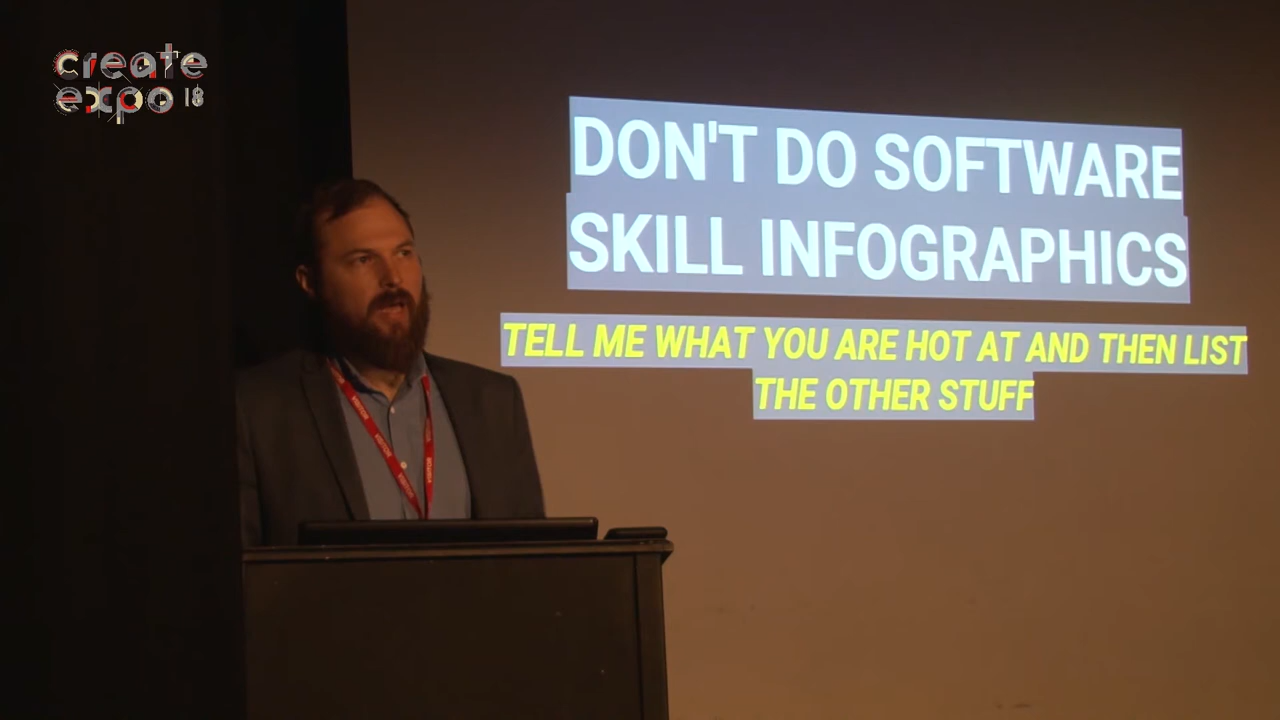 create
expo 18
DON'T DO SOFTWARE
SKILL INFOGRAPHICS
TELL ME WHAT YOU ARE HOT AT AND THEN LIST
THE OTHER STUFF
VISITOR